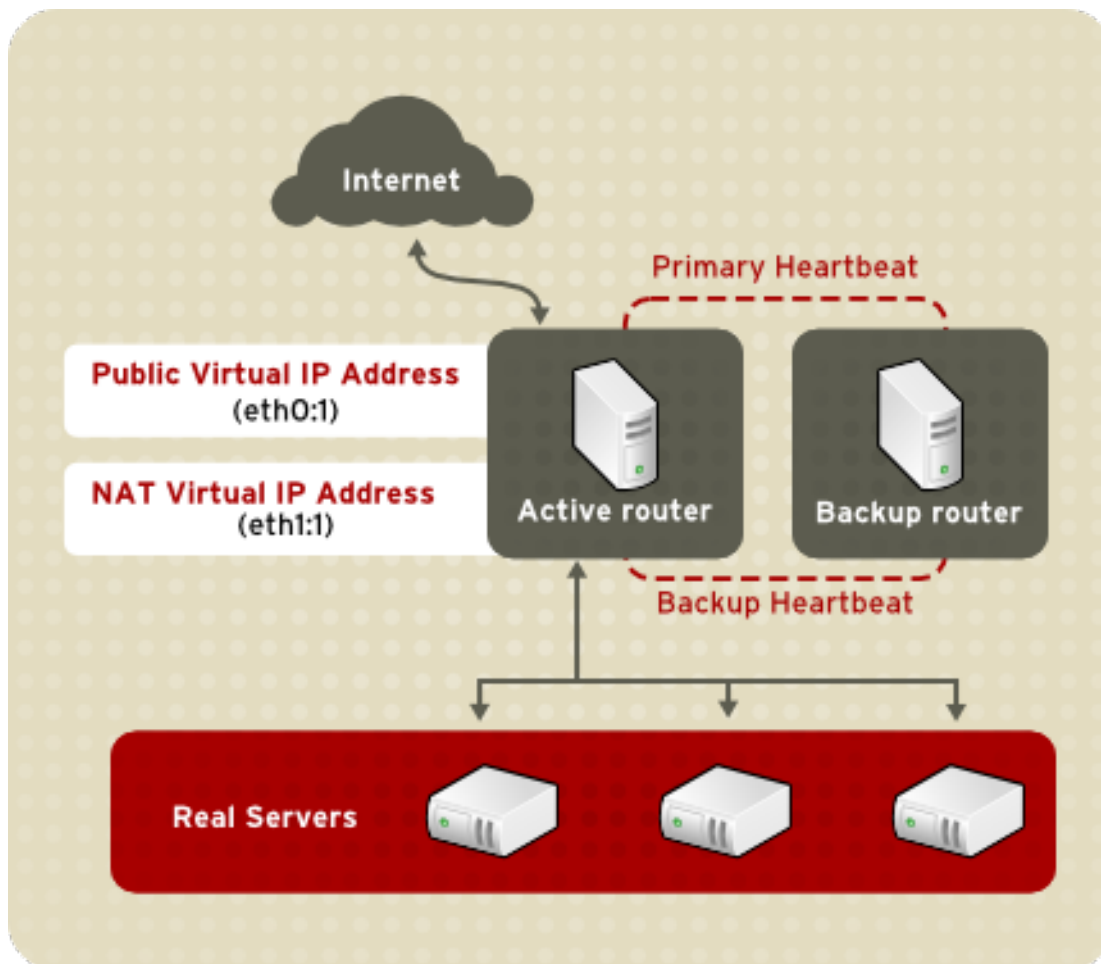 Internet
Primary Heartbeat
Public Virtual IP Address
(eth0:1)
NAT Virtual IP Address
(eth1:1)
Active router
Backup router
Backup Heartbeat
Real Servers